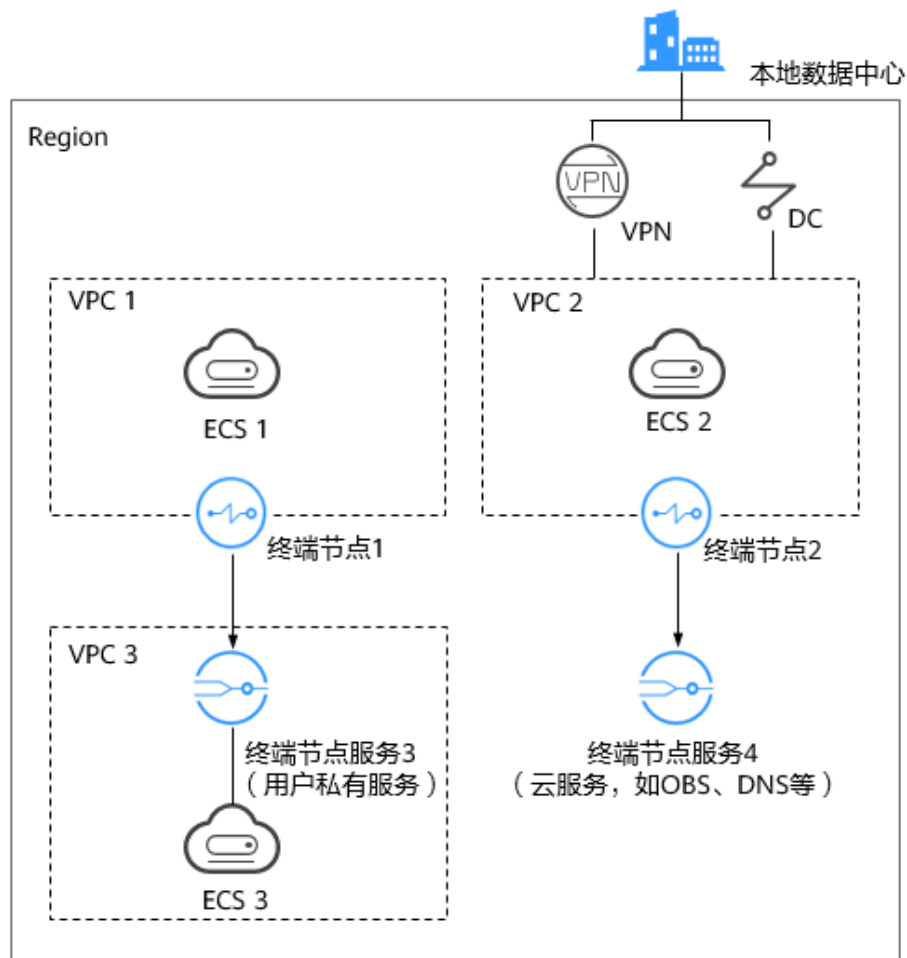 本地数据中心
Region
VPN
VPN
DC
VPC 1
VPC 2
ECS 1
ECS 2
终端节点1
终端节点2
VPC 3
终端节点服务3
（用户私有服务）
终端节点服务4
（云服务，如OBS、DNS等）
ECS 3